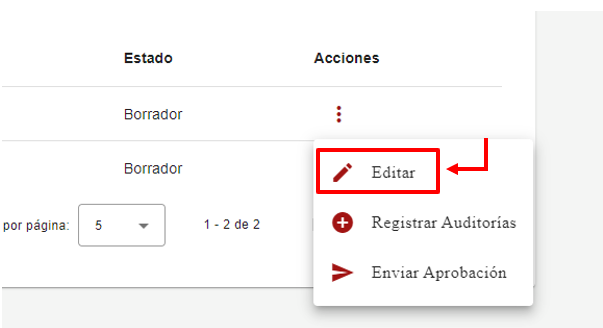 Estado Acciones
Borrador
Borrador
Editar
por página: 5 1 - 2 de 2
Registrar Auditorías
Enviar Aprobación